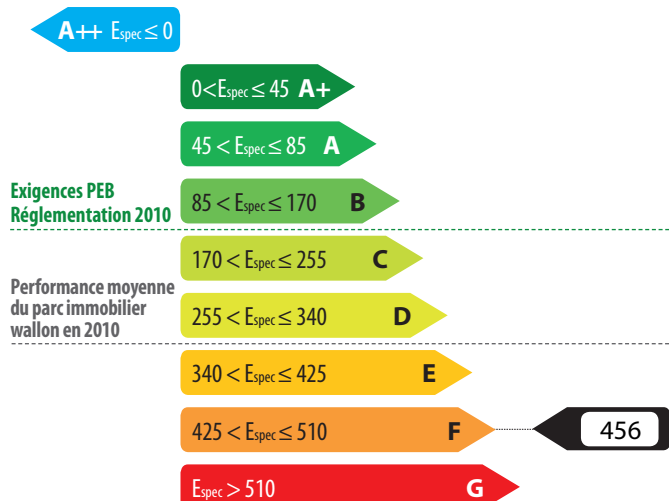 A++ Espec ≤ 0
0<Espec ≤ 45 A+
45 < Espec ≤ 85 A
Exigences PEB
Réglementation 2010
85 < Espec ≤ 170 B
170 < Espec ≤ 255 C
Performance moyenne
du parc immobilier
wallon en 2010
255 < Espec ≤ 340 D
340 < Espec ≤ 425 E
425 < Espec ≤ 510 F
456
Espec > 510 G